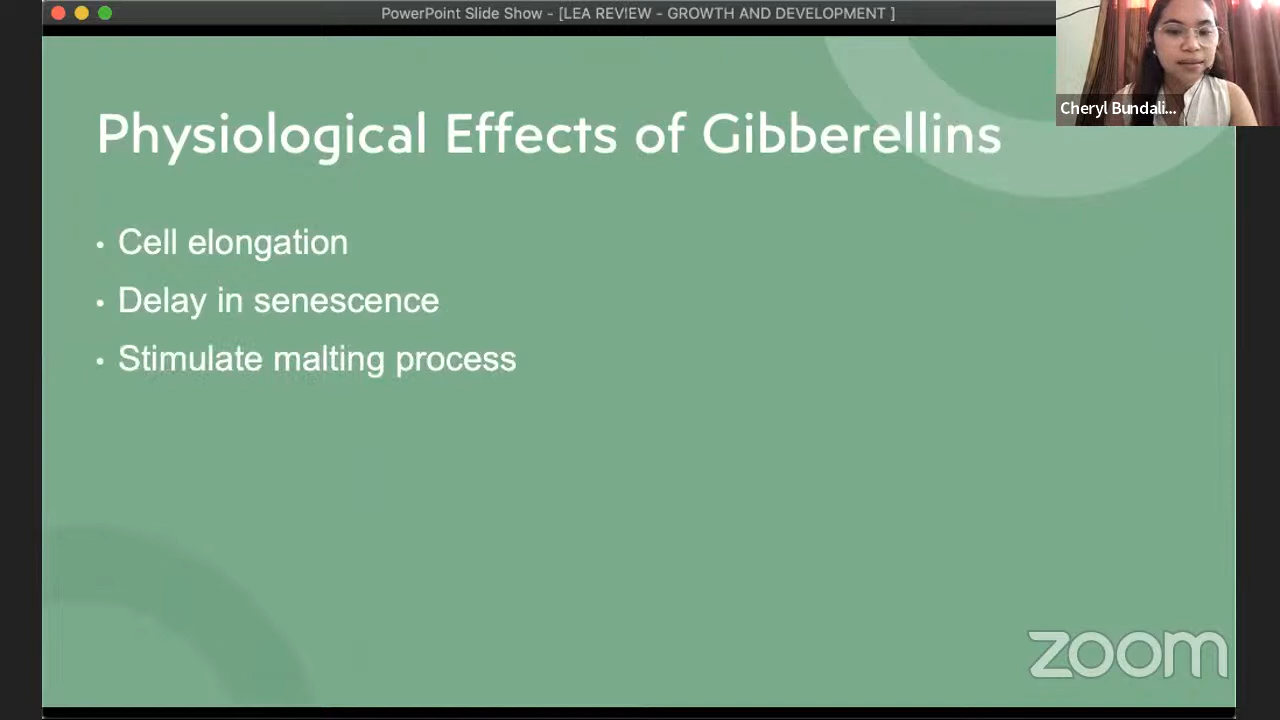 PowerPoint Slide Show - [LEA REVIEW - GROWTH AND DEVELOPMENT ]
Cheryl Bundali...
Physiological Effects of Gibberellins
• Cell elongation
• Delay in senescence
• Stimulate malting process
zoom